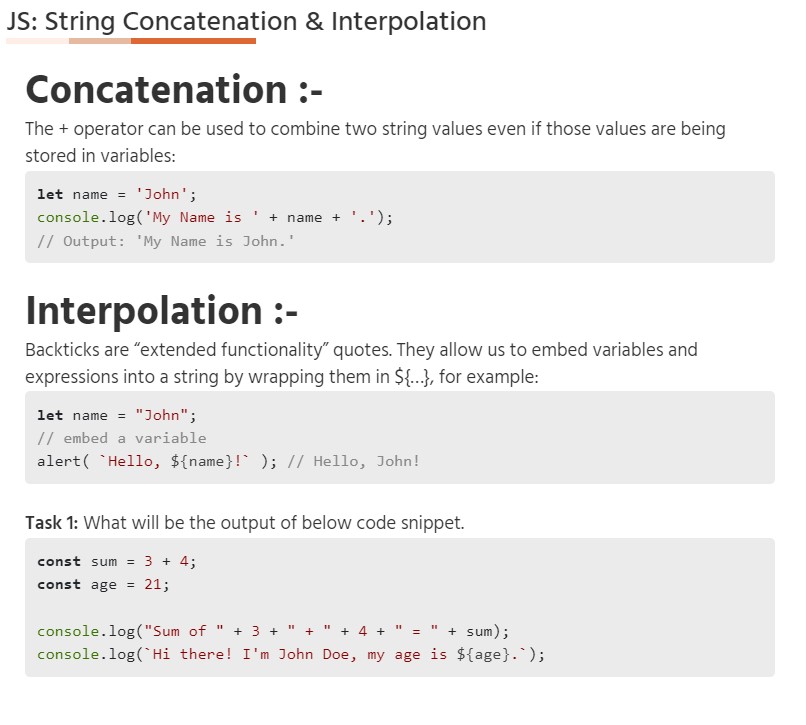 JS: String Concatenation & Interpolation
Concatenation :-
The + operator can be used to combine two string values even if those values are being
stored in variables:
let name = 'John';
console.log('My Name is ' + name + '.');
// Output: 'My Name is John.'
Interpolation :-
Backticks are “extended functionality” quotes. They allow us to embed variables and
expressions into a string by wrapping them in ${…}, for example:
let name = "John";
// embed a variable
alert( `Hello, ${name}!` ); // Hello, John!
Task 1: What will be the output of below code snippet.
const sum = 3 + 4;
const age = 21;
console.log("Sum of " + 3 + " + " + 4 + " = " + sum);
console.log(`Hi there! I'm John Doe, my age is ${age}.`);